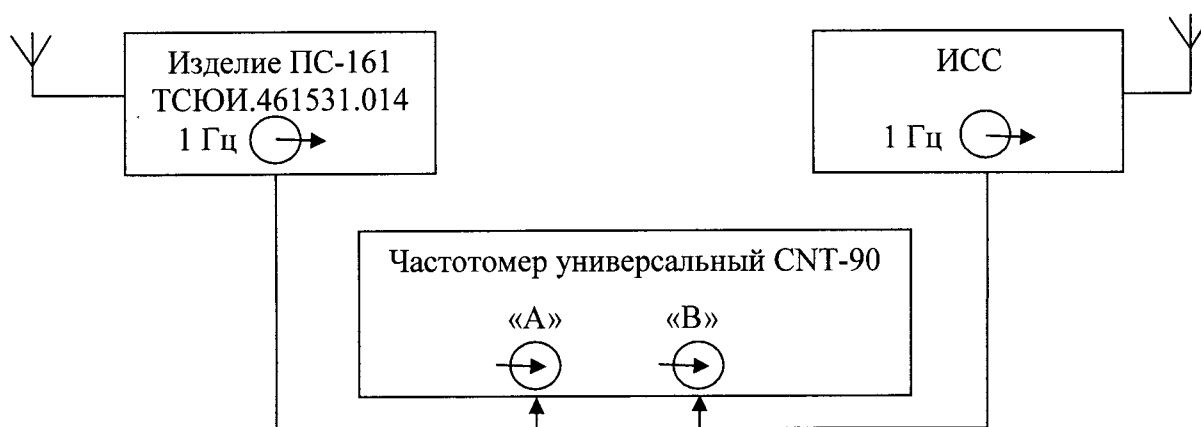 Изделие ПС-161
ТСЮИ.461531.014
1 Гц
ИСС
1 Гц
Частотомер универсальный CNT-90
«А» «В»